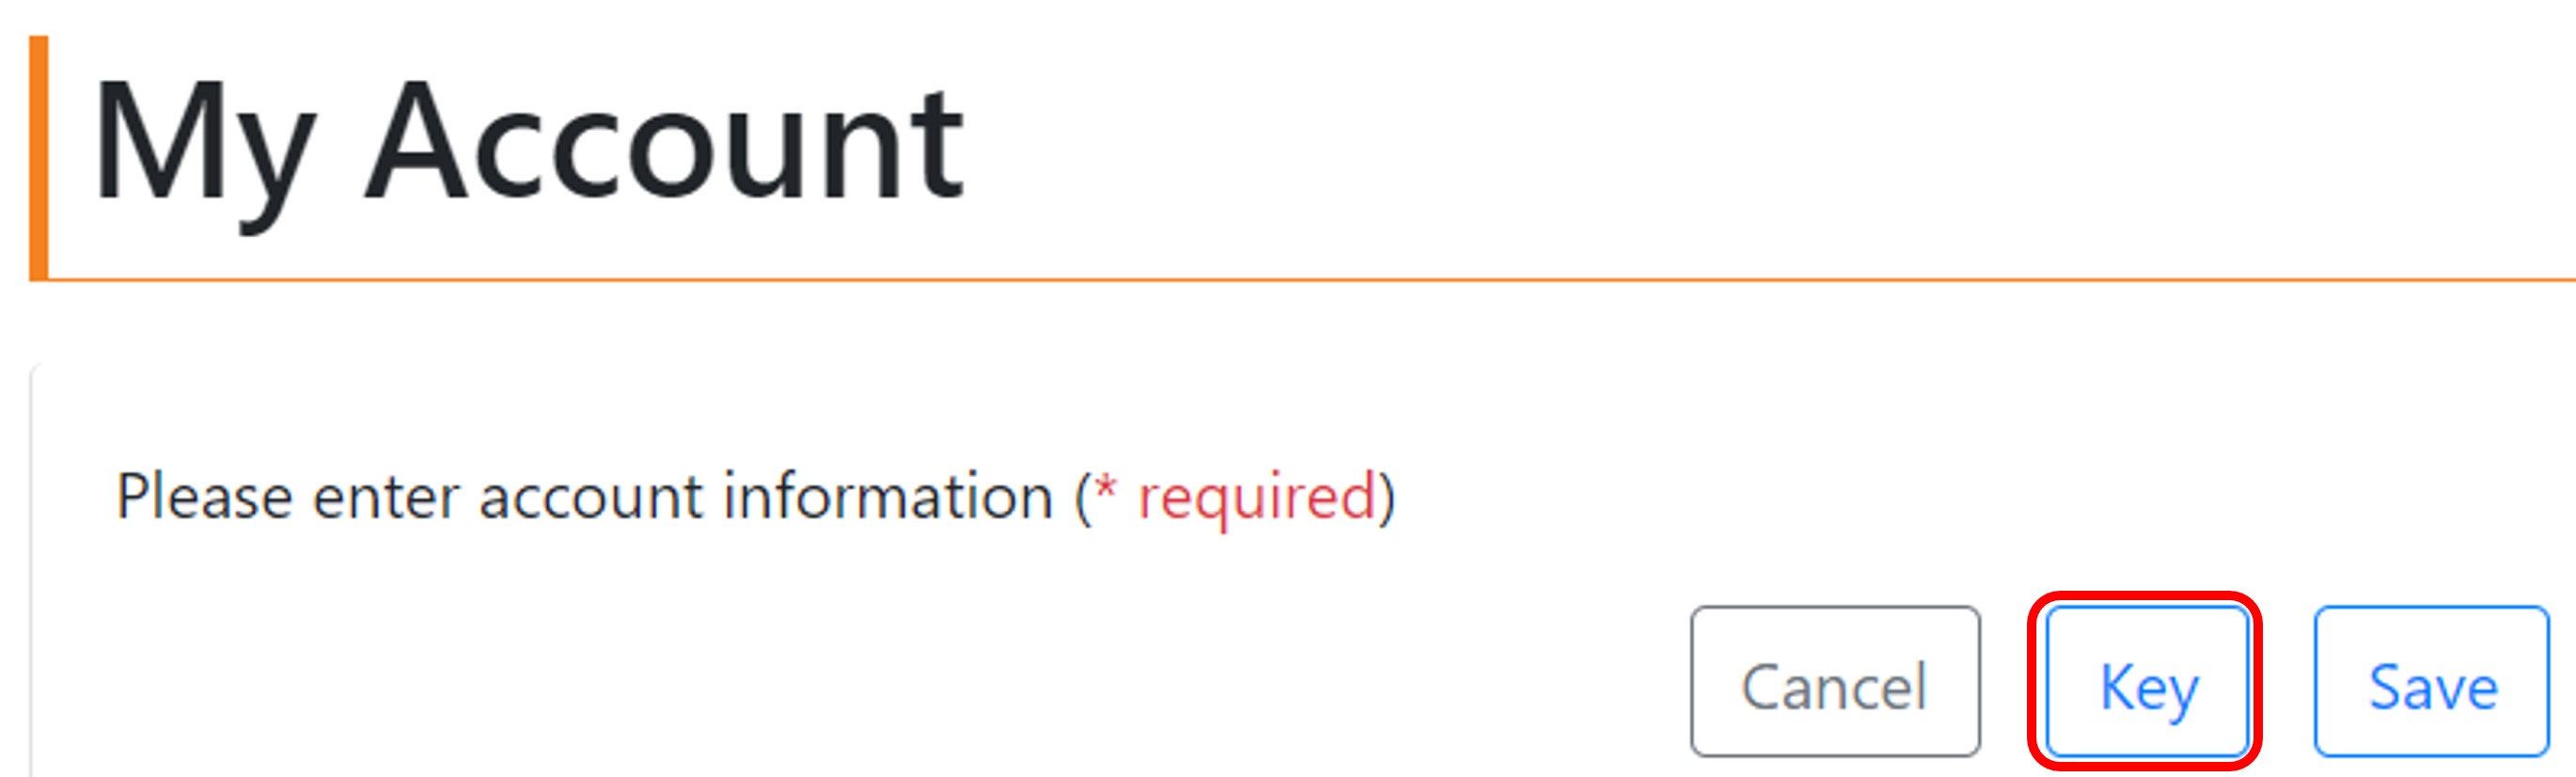 My Account
Please enter account information (* required)
Cancel Key Save